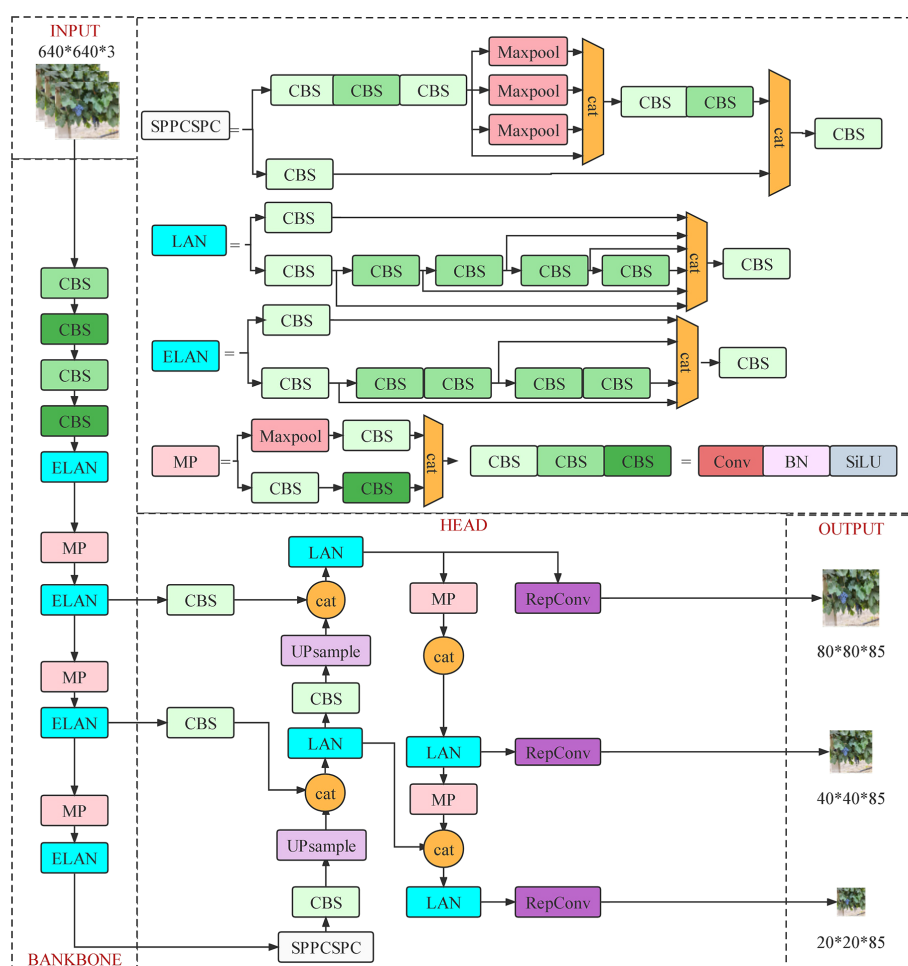 INPUT
640*640*3
CBS
CBS
CBS
CBS
ELAN
MP
ELAN
MP
ELAN
MP
ELAN
BANKBONE
SPPCSPC
=
CBS CBS CBS
Maxpool
Maxpool
Maxpool
cat
CBS CBS
cat
CBS
CBS
LAN
=
CBS
CBS CBS CBS CBS CBS
cat
CBS
ELAN
=
CBS
CBS CBS CBS CBS CBS
cat
CBS
MP
=
Maxpool CBS
CBS CBS
cat
CBS CBS CBS = Conv BN SiLU
HEAD
LAN
cat
CBS
UPsample
CBS
LAN
CBS
cat
UPsample
CBS
SPPCSPC
MP
cat
LAN
MP
cat
LAN
RepConv
RepConv
RepConv
OUTPUT
80*80*85
40*40*85
20*20*85